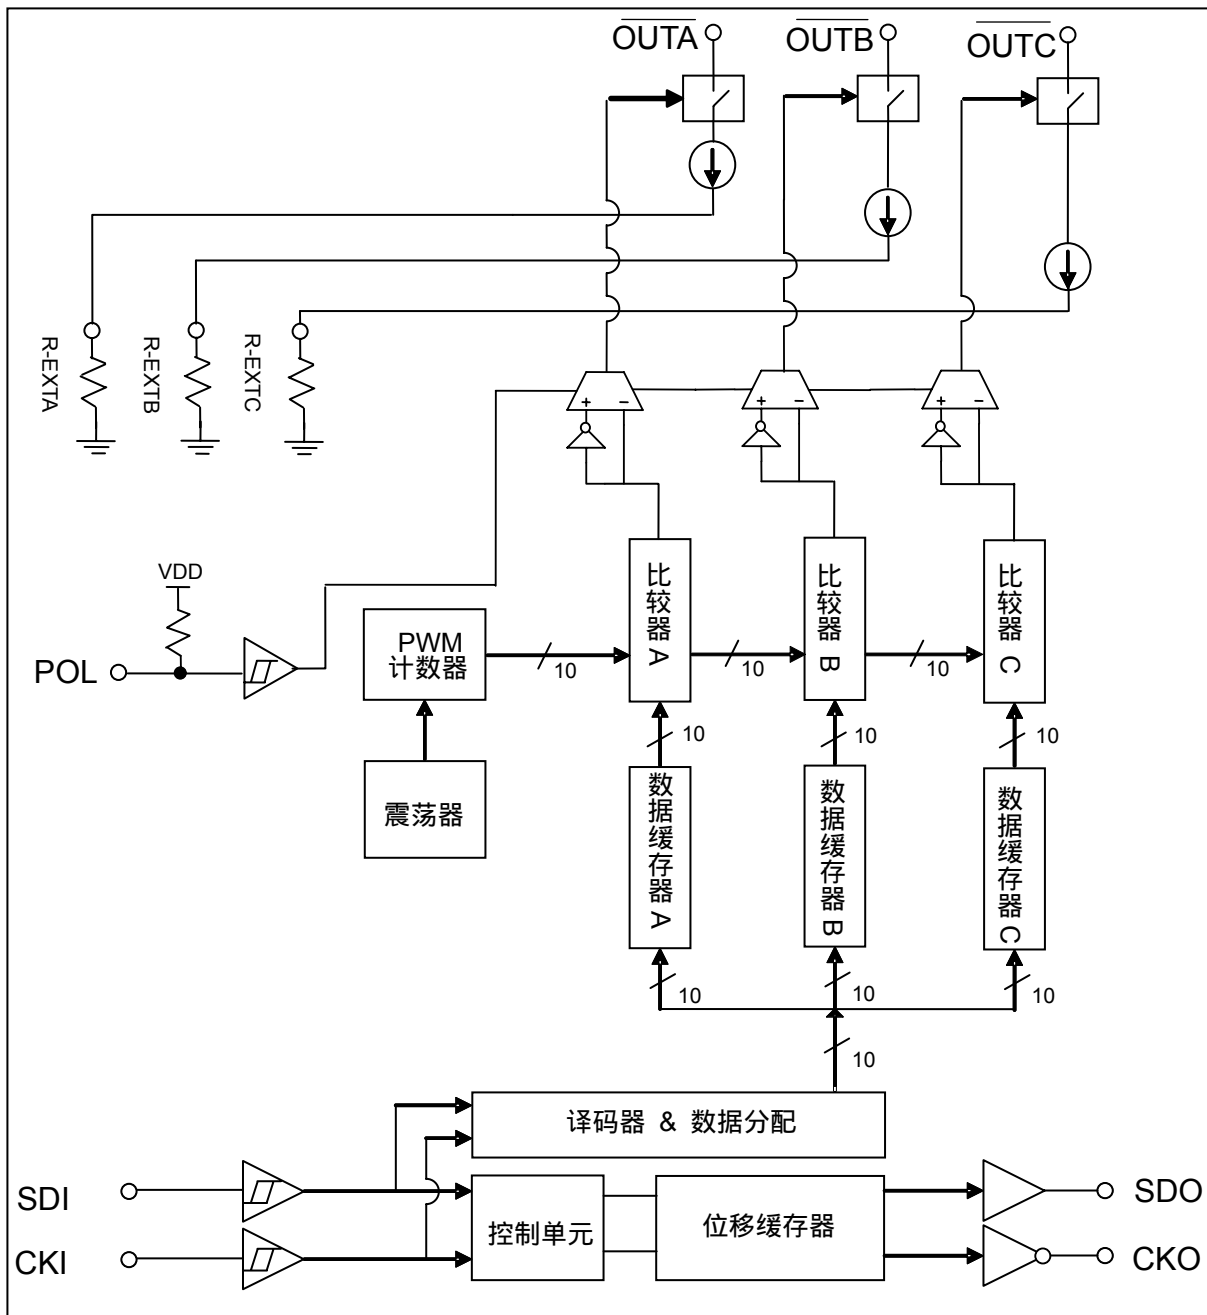 OUTA
OUTB
OUTC
R-EXTA
R-EXTB
R-EXTC
+
−
+
−
+
−
VDD
POL
PWM
计数器
10
比较器 A
10
比较器 B
10
比较器 C
10
10
10
震荡器
数据缓存器 A
数据缓存器 B
数据缓存器 C
10
10
10
10
译码器 & 数据分配
SDI
控制单元
位移缓存器
SDO
CKI
CKO